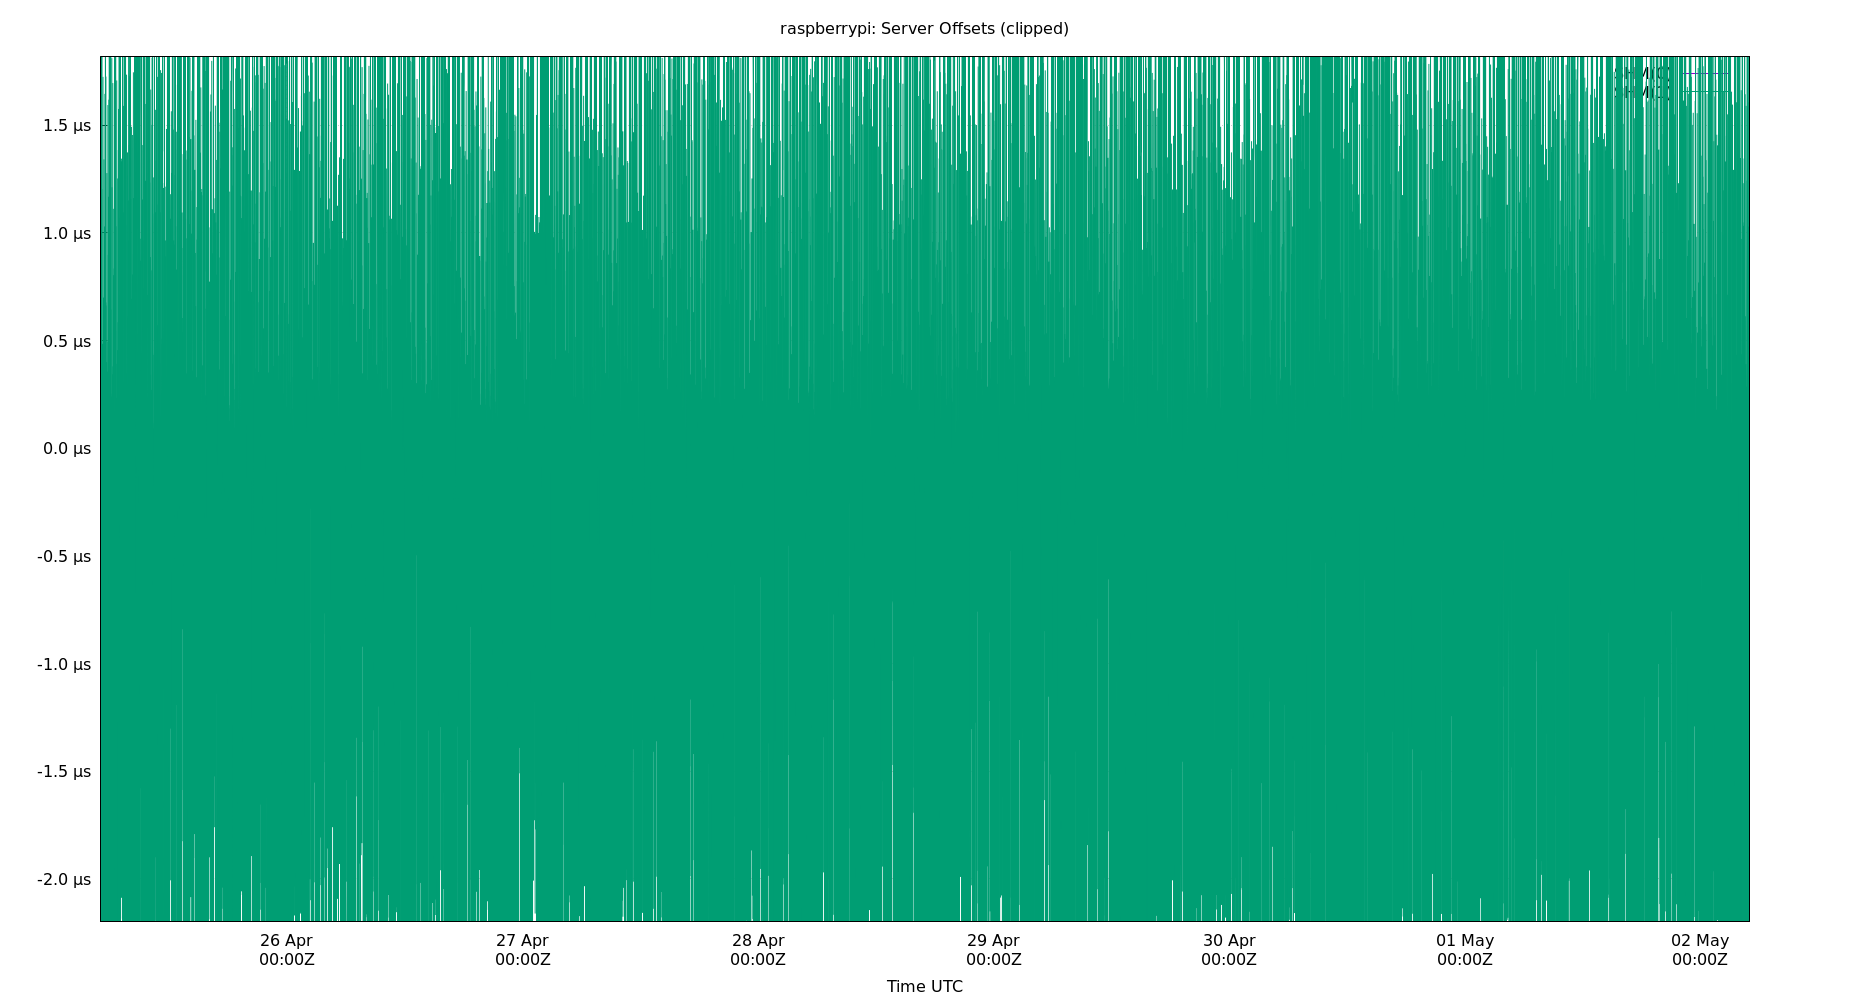 raspberrypi: Server Offsets (clipped)
SHM(0)
1.5 µs
1.0 µs
0.5 µs
0.0 µs
-0.5 µs
-1.0 µs
-1.5 µs
-2.0 µs
26 Apr 27 Apr 28 Apr 29 Apr 30 Apr 01 May 02 May
00:00Z 00:00Z 00:00Z 00:00Z 00:00Z 00:00Z 00:00Z
Time UTC